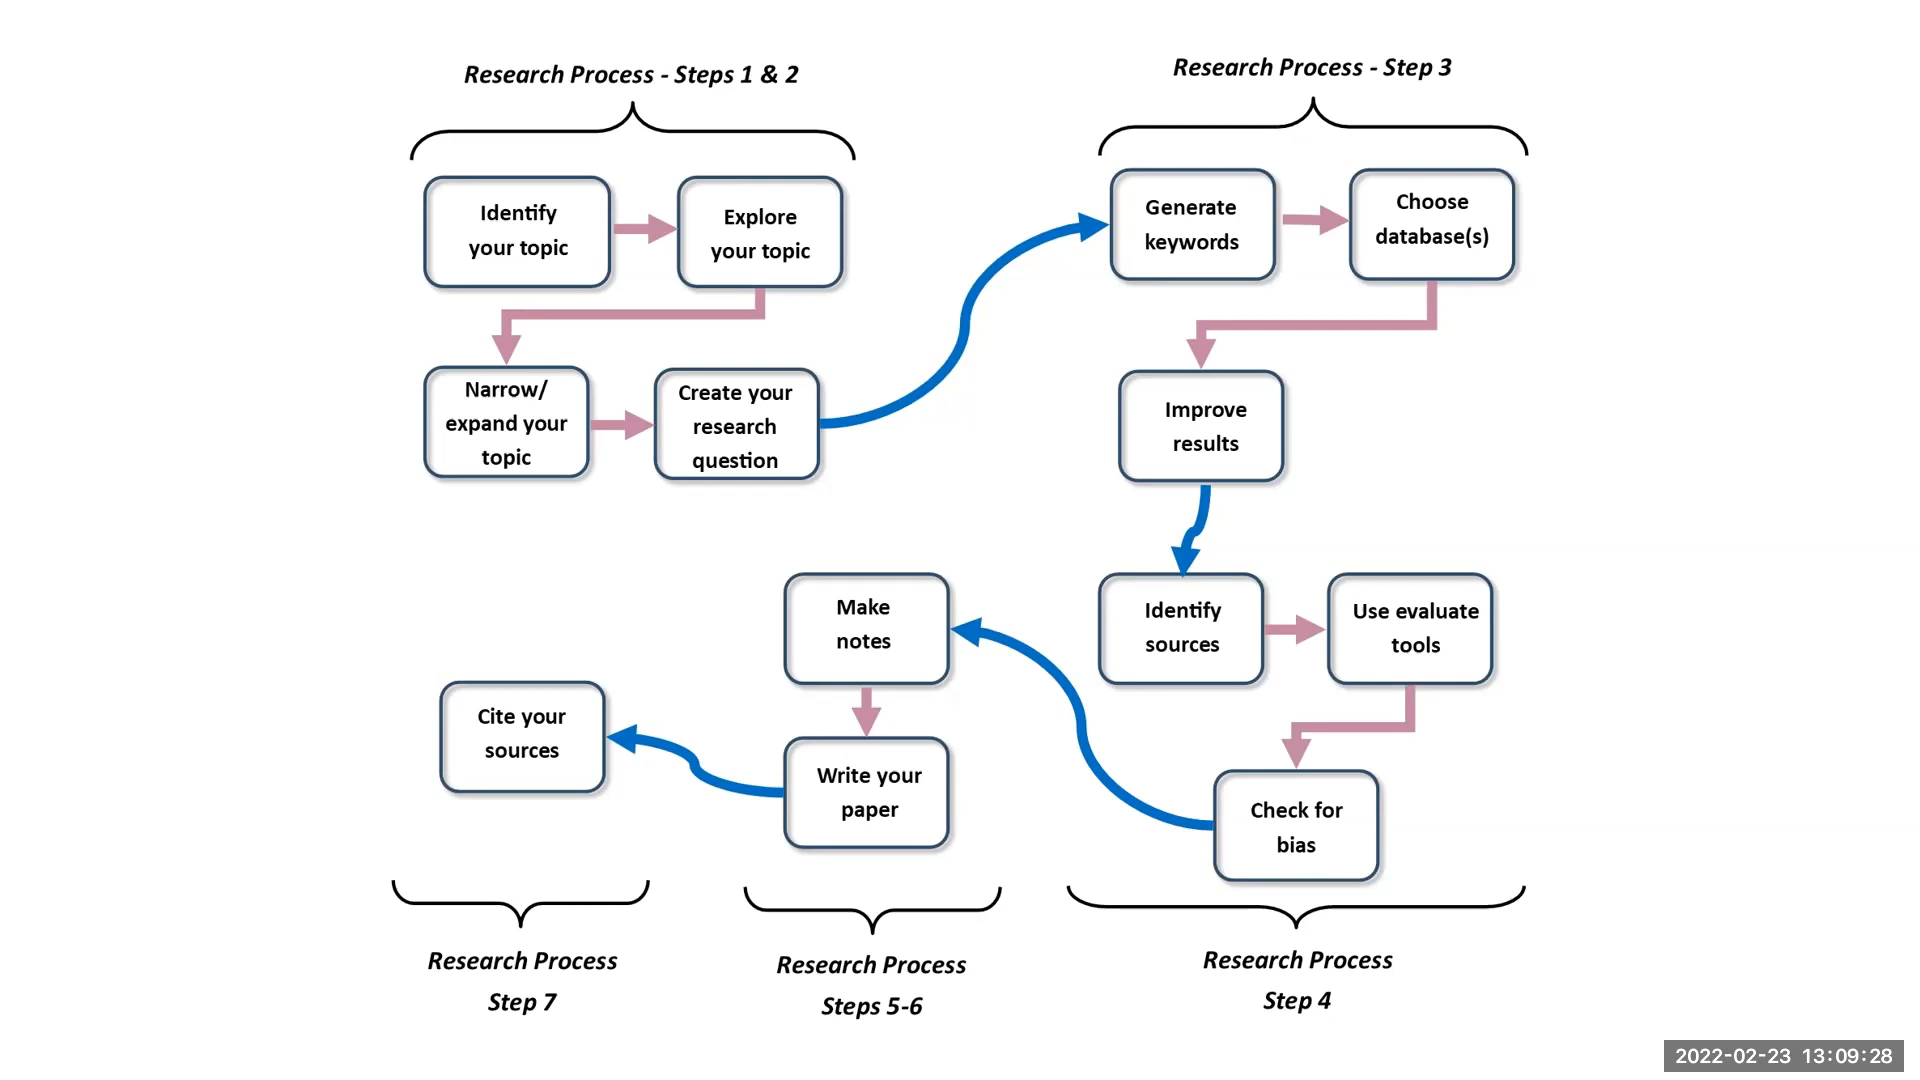 Research Process - Steps 1 & 2
Identify
your topic
Explore
your topic
Narrow/
expand your
topic
Create your
research
question
Research Process - Step 3
Generate
keywords
Choose
database(s)
Improve
results
Identify
sources
Use evaluate
tools
Check for
bias
Research Process
Step 4
Make
notes
Write your
paper
Research Process
Steps 5-6
Cite your
sources
Research Process
Step 7
2022-02-23 13:09:28